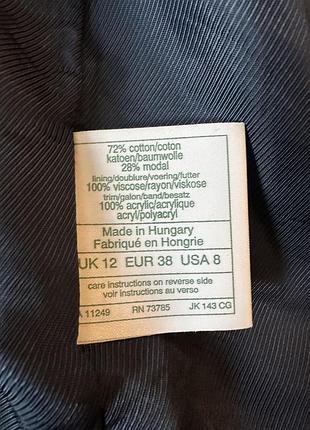 72% cotton/coton
katoen/baumwolle
28% modal
lining/doublure/voering/futter
100% viscose/rayon/viskose
trim/galon/band/besatz
100% acrylic/acrylique
acryl/polyacryl
Made in Hungary
Fabriqué en Hongrie
UK 12 EUR 38 USA 8
care instructions on reverse side
voir instructions au verso
A 11249 RN 73785 JK 143 CG